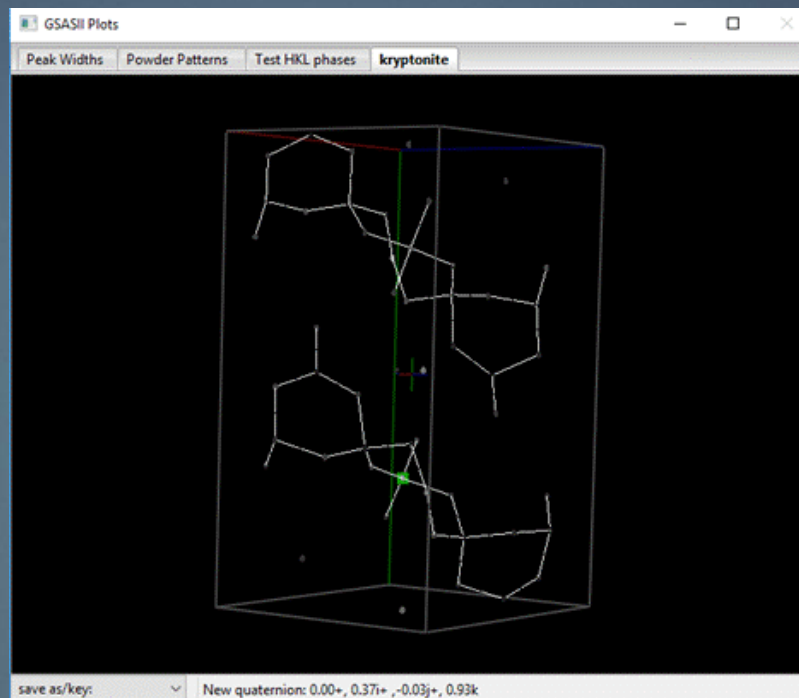 GSASII Plots
Peak Widths Powder Patterns Test HKL phases kryptonite
save as/key: New quaternion: 0.00+, 0.37i+ ,-0.03j+, 0.93k